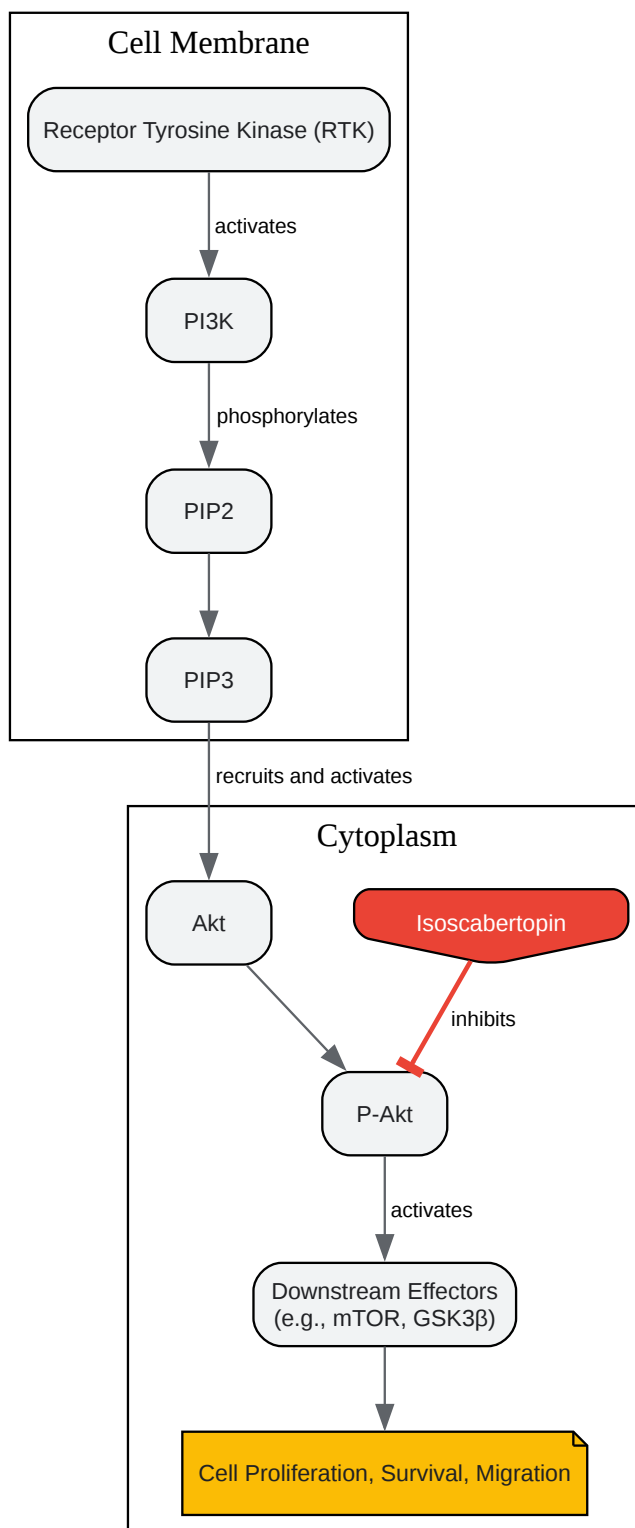 Cell Membrane
Receptor Tyrosine Kinase (RTK)
activates
PI3K
phosphorylates
PIP2
PIP3
recruits and activates
Cytoplasm
Akt
Isoscabertopin
inhibits
P-Akt
activates
Downstream Effectors
(e.g., mTOR, GSK3β)
Cell Proliferation, Survival, Migration